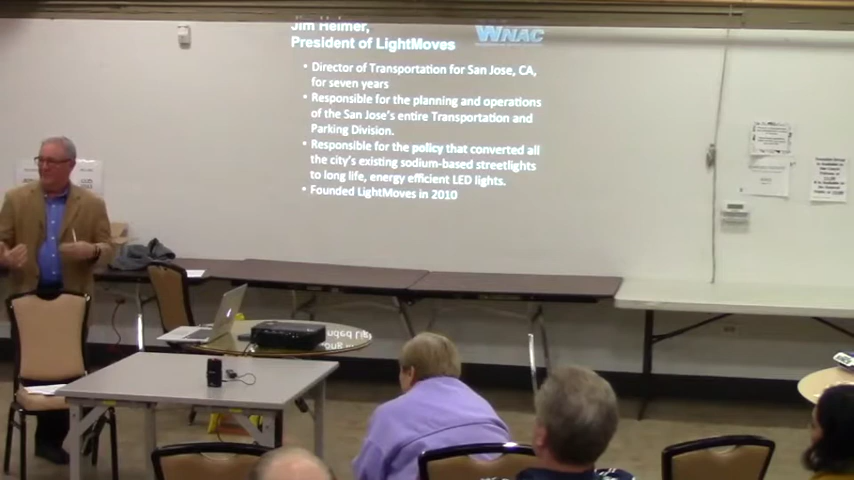 Jim Helmer,
President of LightMoves
WNAC
• Director of Transportation for San Jose, CA,
for seven years
• Responsible for the planning and operations
of the San Jose's entire Transportation and
Parking Division.
• Responsible for the policy that converted all
the city's existing sodium-based streetlights
to long life, energy efficient LED lights.
• Founded LightMoves in 2010